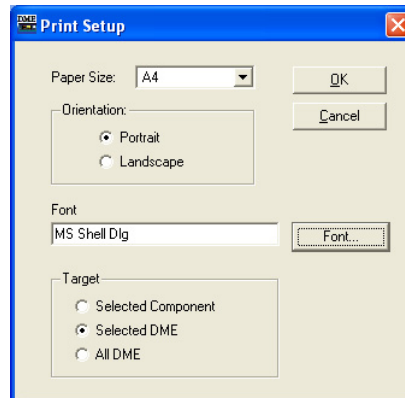 DME
Print Setup
Paper Size: A4
OK
Orientation:
Cancel
Portrait
Landscape
Font
MS Shell Dlg
Font...
Target
Selected Component
Selected DME
All DME